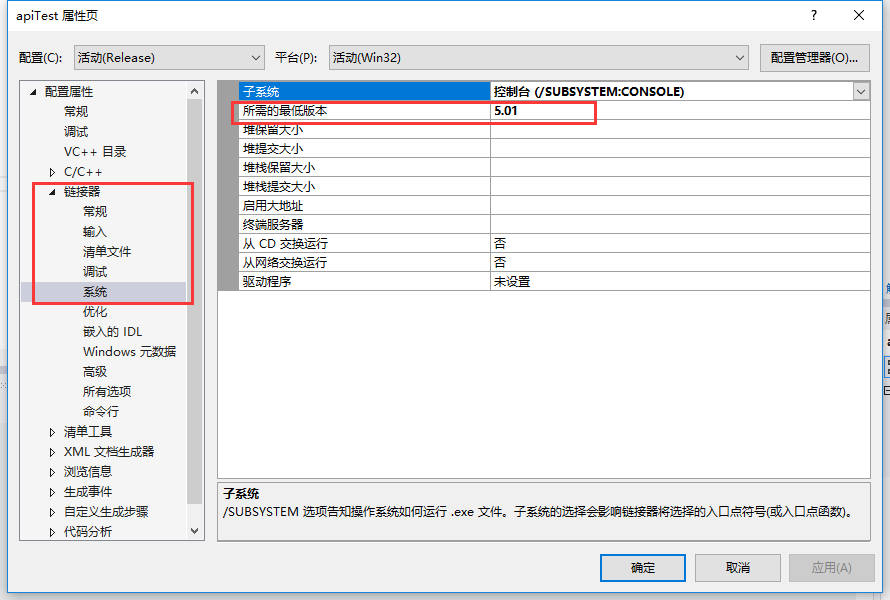 apiTest 属性页
?
配置(C):
活动(Release)
平台(P):
活动(Win32)
配置管理器(O)...
配置属性
常规
调试
VC++ 目录
C/C++
链接器
常规
输入
清单文件
调试
系统
优化
嵌入的 IDL
Windows 元数据
高级
所有选项
命令行
清单工具
XML 文档生成器
浏览信息
生成事件
自定义生成步骤
代码分析
子系统 控制台 (/SUBSYSTEM:CONSOLE)
所需的最低版本 5.01
堆保留大小
堆提交大小
堆栈保留大小
堆栈提交大小
启用大地址
终端服务器
从 CD 交换运行 否
从网络交换运行 否
驱动程序 未设置
子系统
/SUBSYSTEM 选项告知操作系统如何运行 .exe 文件。子系统的选择会影响链接器将选择的入口点符号(或入口点函数)。
确定
取消
应用(A)